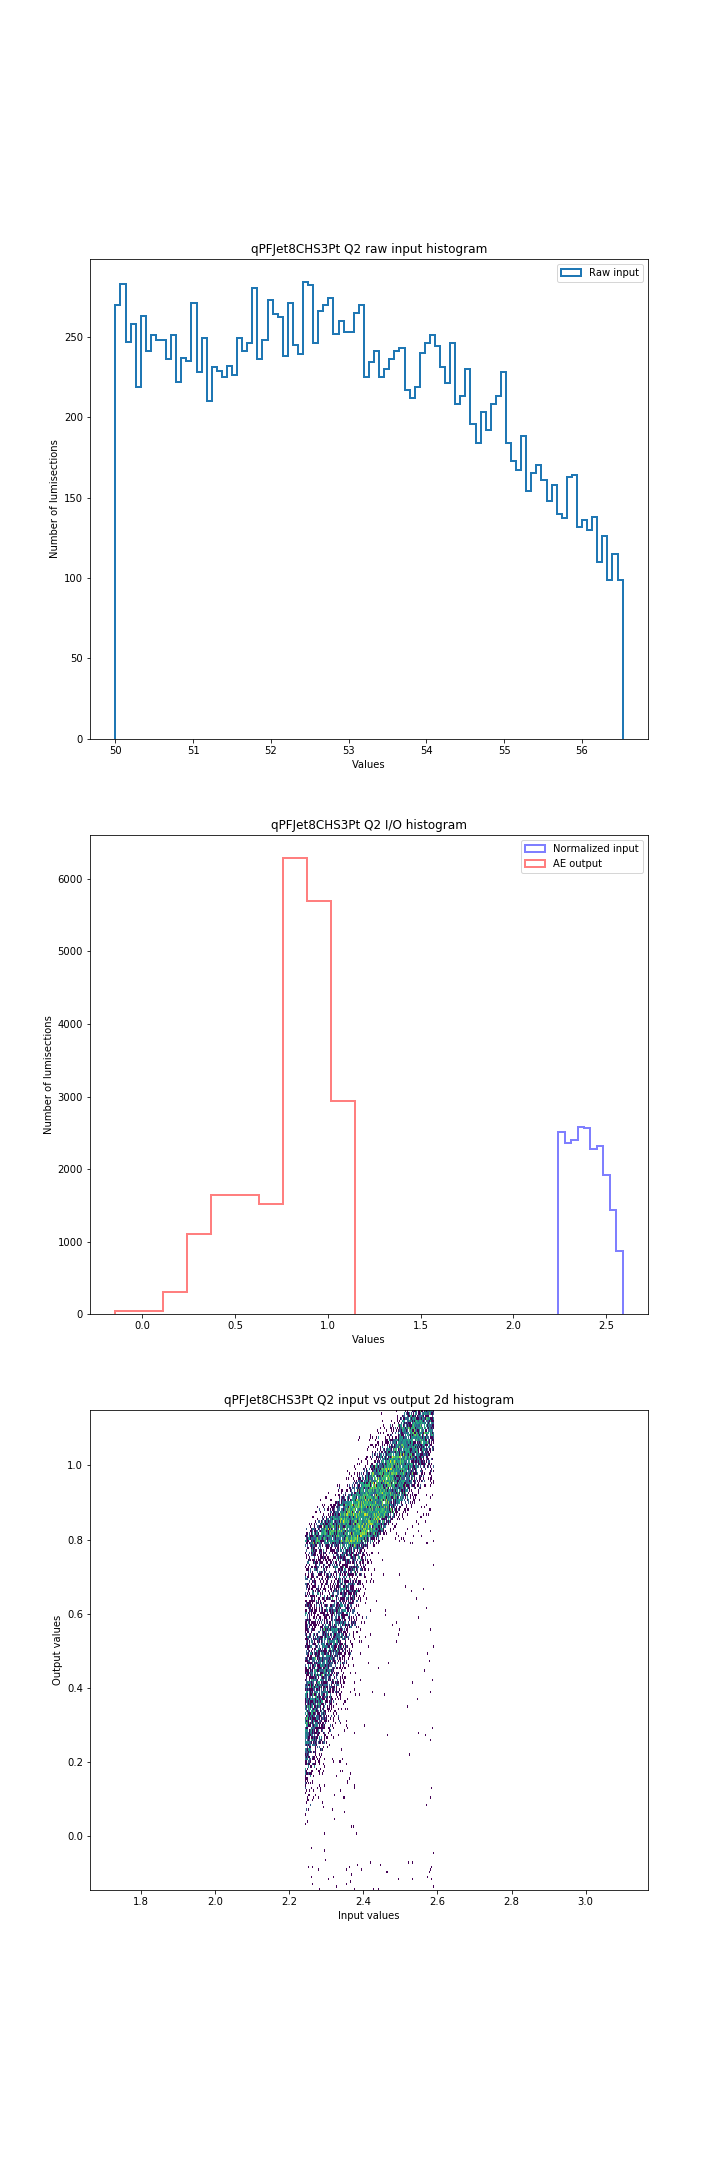 qPFJet8CHS3Pt Q2 raw input histogram
Raw input
250
200
150
100
50
0
Number of lumisections
50 51 52 53 54 55 56
Values
qPFJet8CHS3Pt Q2 I/O histogram
Normalized input
AE output
6000
5000
4000
3000
2000
1000
0
Number of lumisections
0.0 0.5 1.0 1.5 2.0 2.5
Values
qPFJet8CHS3Pt Q2 input vs output 2d histogram
1.0
0.8
0.6
0.4
0.2
0.0
Output values
1.8 2.0 2.2 2.4 2.6 2.8 3.0
Input values